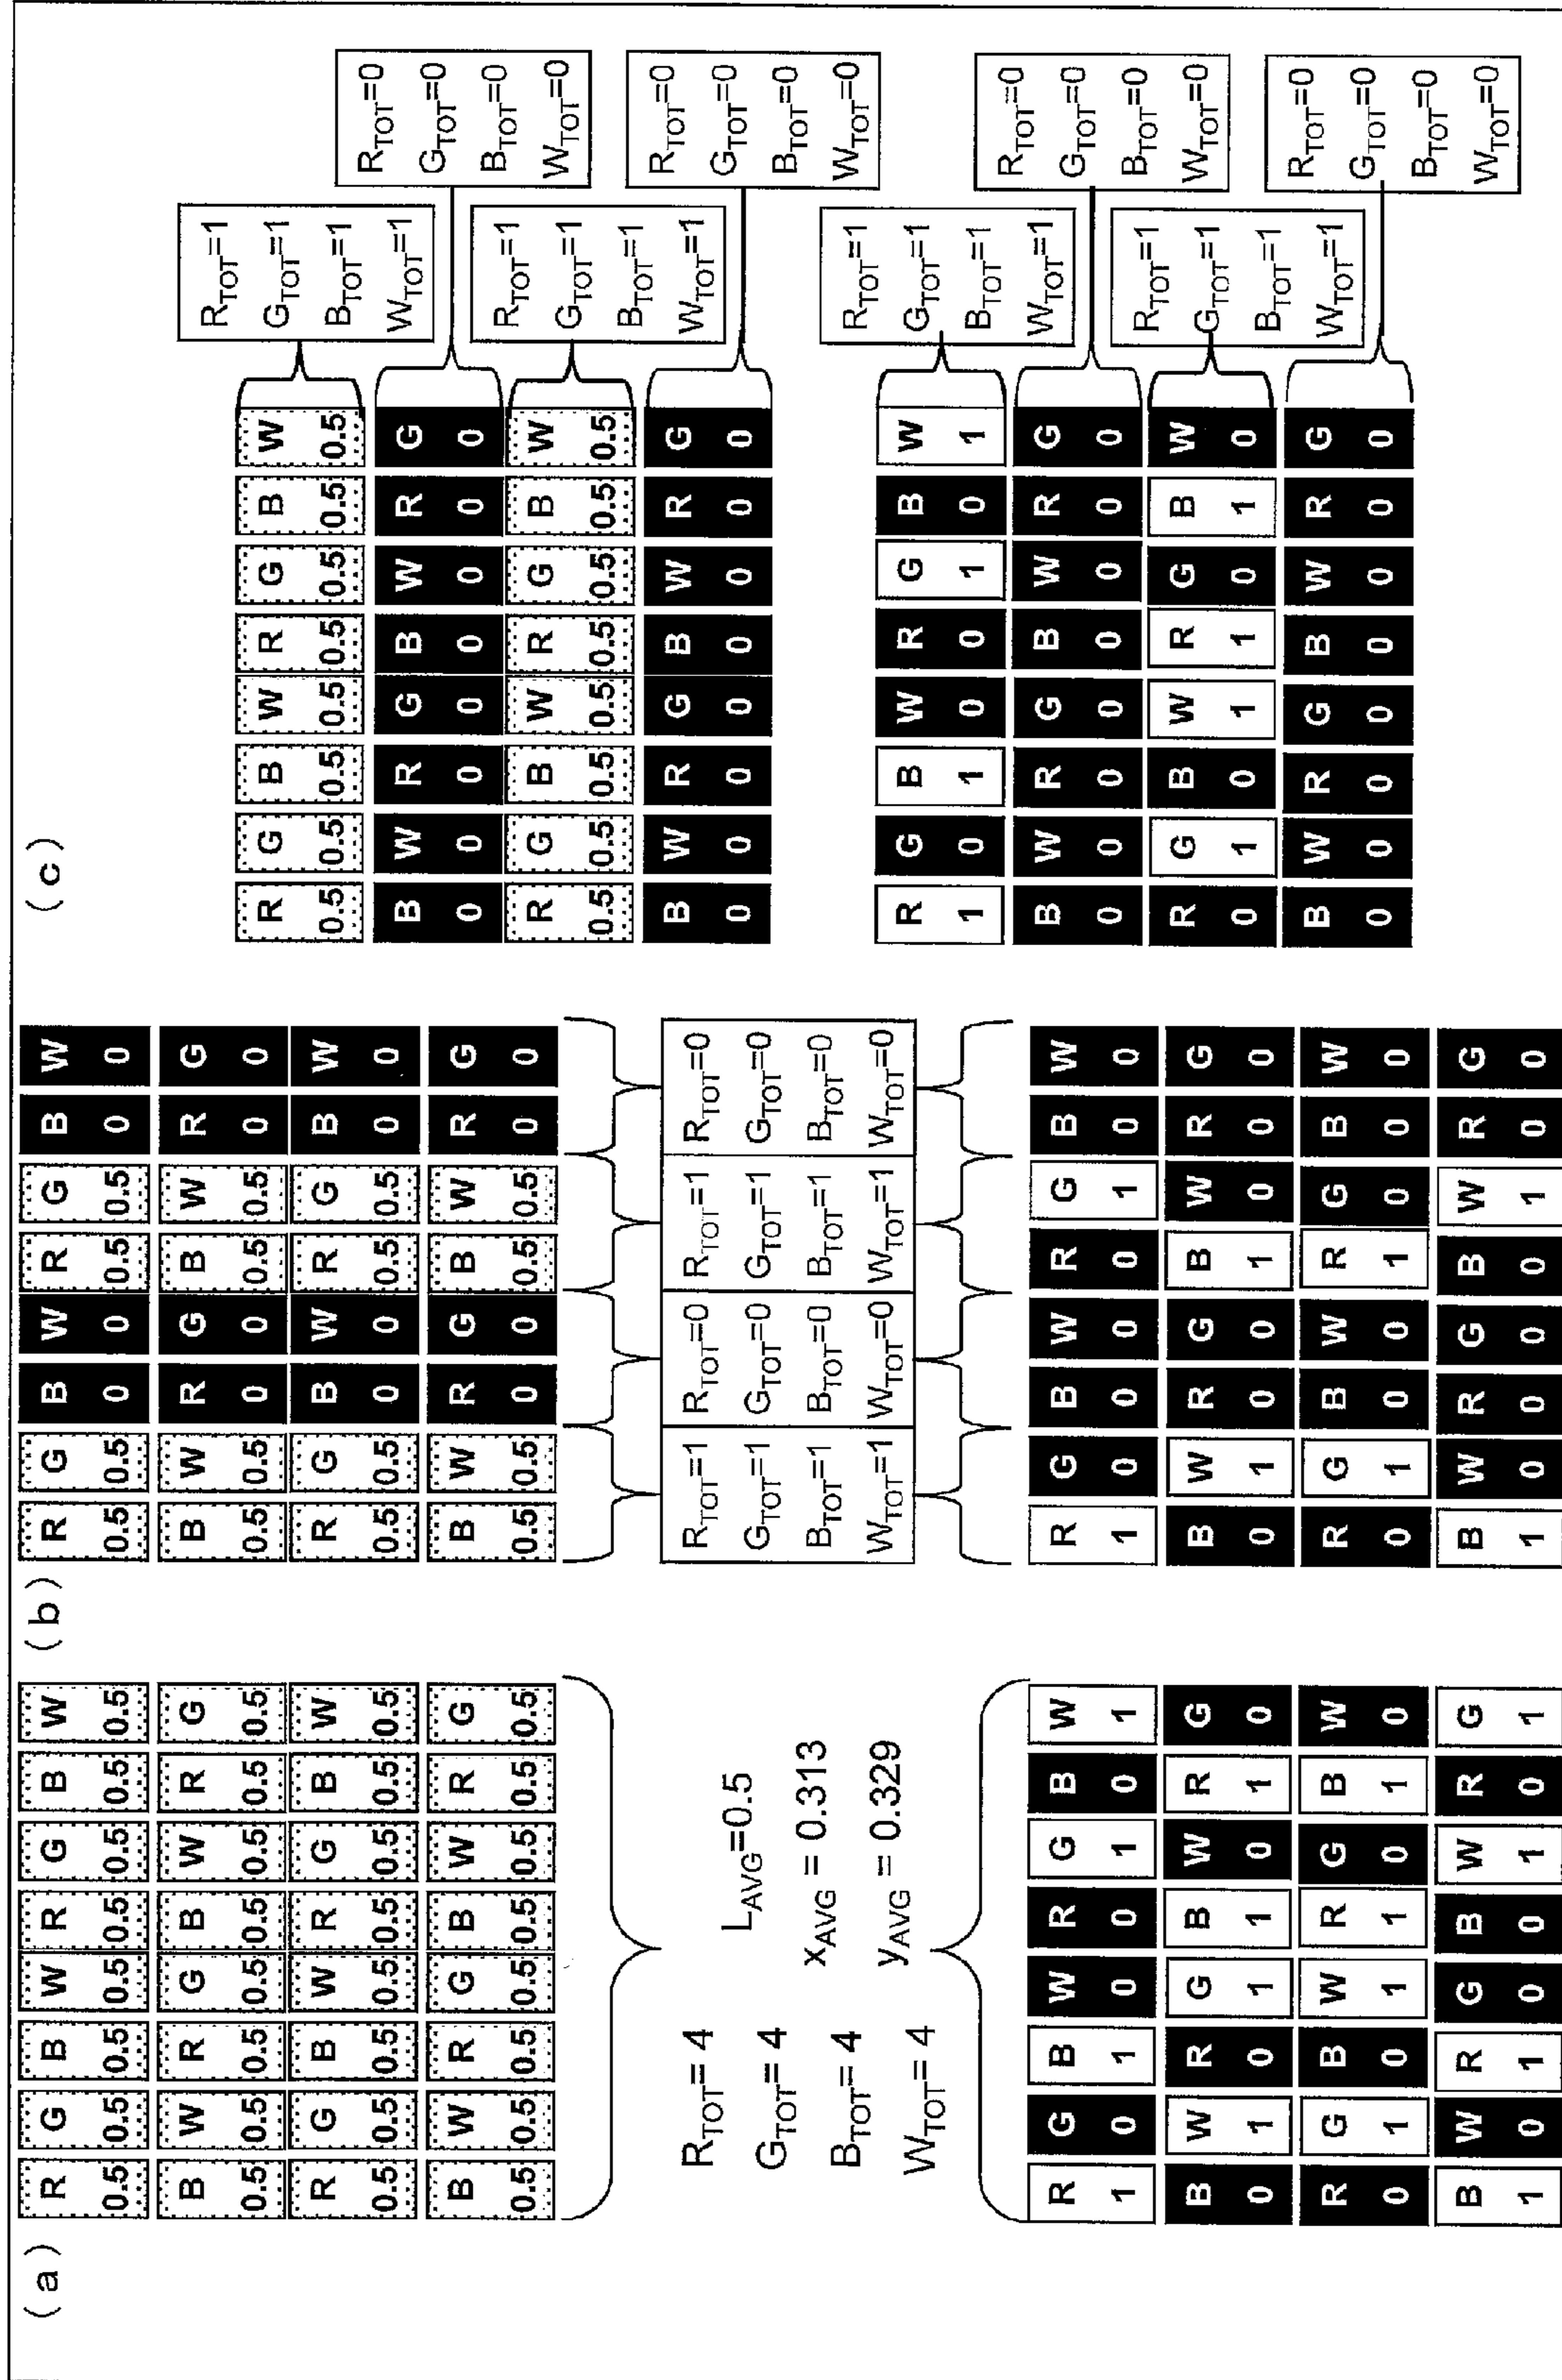 (a)
R G B W R G B W
0.5 0.5 0.5 0.5 0.5 0.5 0.5 0.5
B W R G B W R G
0.5 0.5 0.5 0.5 0.5 0.5 0.5 0.5
R G B W R G B W
0.5 0.5 0.5 0.5 0.5 0.5 0.5 0.5
B W R G B W R G
0.5 0.5 0.5 0.5 0.5 0.5 0.5 0.5
RTOT= 4
GTOT= 4
BTOT= 4
WTOT= 4
LAVG=0.5
xAVG = 0.313
yAVG = 0.329
R G B W R G B W
1 0 1 0 0 1 0 1
B W R G B W R G
0 1 0 1 1 0 1 0
R G B W R G B W
0 1 0 1 1 0 1 0
B W R G B W R G
1 0 1 0 0 1 0 1
(b)
R G B W R G B W
0.5 0.5 0 0 0.5 0.5 0 0
B W R G B W R G
0.5 0.5 0 0 0.5 0.5 0 0
R G B W R G B W
0.5 0.5 0 0 0.5 0.5 0 0
B W R G B W R G
0.5 0.5 0 0 0.5 0.5 0 0
RTOT=1 RTOT=0 RTOT=1 RTOT=0
GTOT=1 GTOT=0 GTOT=1 GTOT=0
BTOT=1 BTOT=0 BTOT=1 BTOT=0
WTOT=1 WTOT=0 WTOT=1 WTOT=0
R G B W R G B W
1 0 0 0 0 1 0 0
B W R G B W R G
0 1 0 0 1 0 0 0
R G B W R G B W
0 1 0 0 1 0 0 0
B W R G B W R G
1 0 0 0 0 1 0 0
(c)
R G B W R G B W
0.5 0.5 0.5 0.5 0.5 0.5 0.5 0.5
B W R G B W R G
0 0 0 0 0 0 0 0
R G B W R G B W
0.5 0.5 0.5 0.5 0.5 0.5 0.5 0.5
B W R G B W R G
0 0 0 0 0 0 0 0
RTOT=1
GTOT=1
BTOT=1
WTOT=1
RTOT=0
GTOT=0
BTOT=0
WTOT=0
RTOT=1
GTOT=1
BTOT=1
WTOT=1
RTOT=0
GTOT=0
BTOT=0
WTOT=0
R G B W R G B W
1 0 1 0 0 1 0 1
B W R G B W R G
0 0 0 0 0 0 0 0
R G B W R G B W
0 1 0 1 1 0 1 0
B W R G B W R G
0 0 0 0 0 0 0 0
RTOT=1
GTOT=1
BTOT=1
WTOT=1
RTOT=0
GTOT=0
BTOT=0
WTOT=0
RTOT=1
GTOT=1
BTOT=1
WTOT=1
RTOT=0
GTOT=0
BTOT=0
WTOT=0